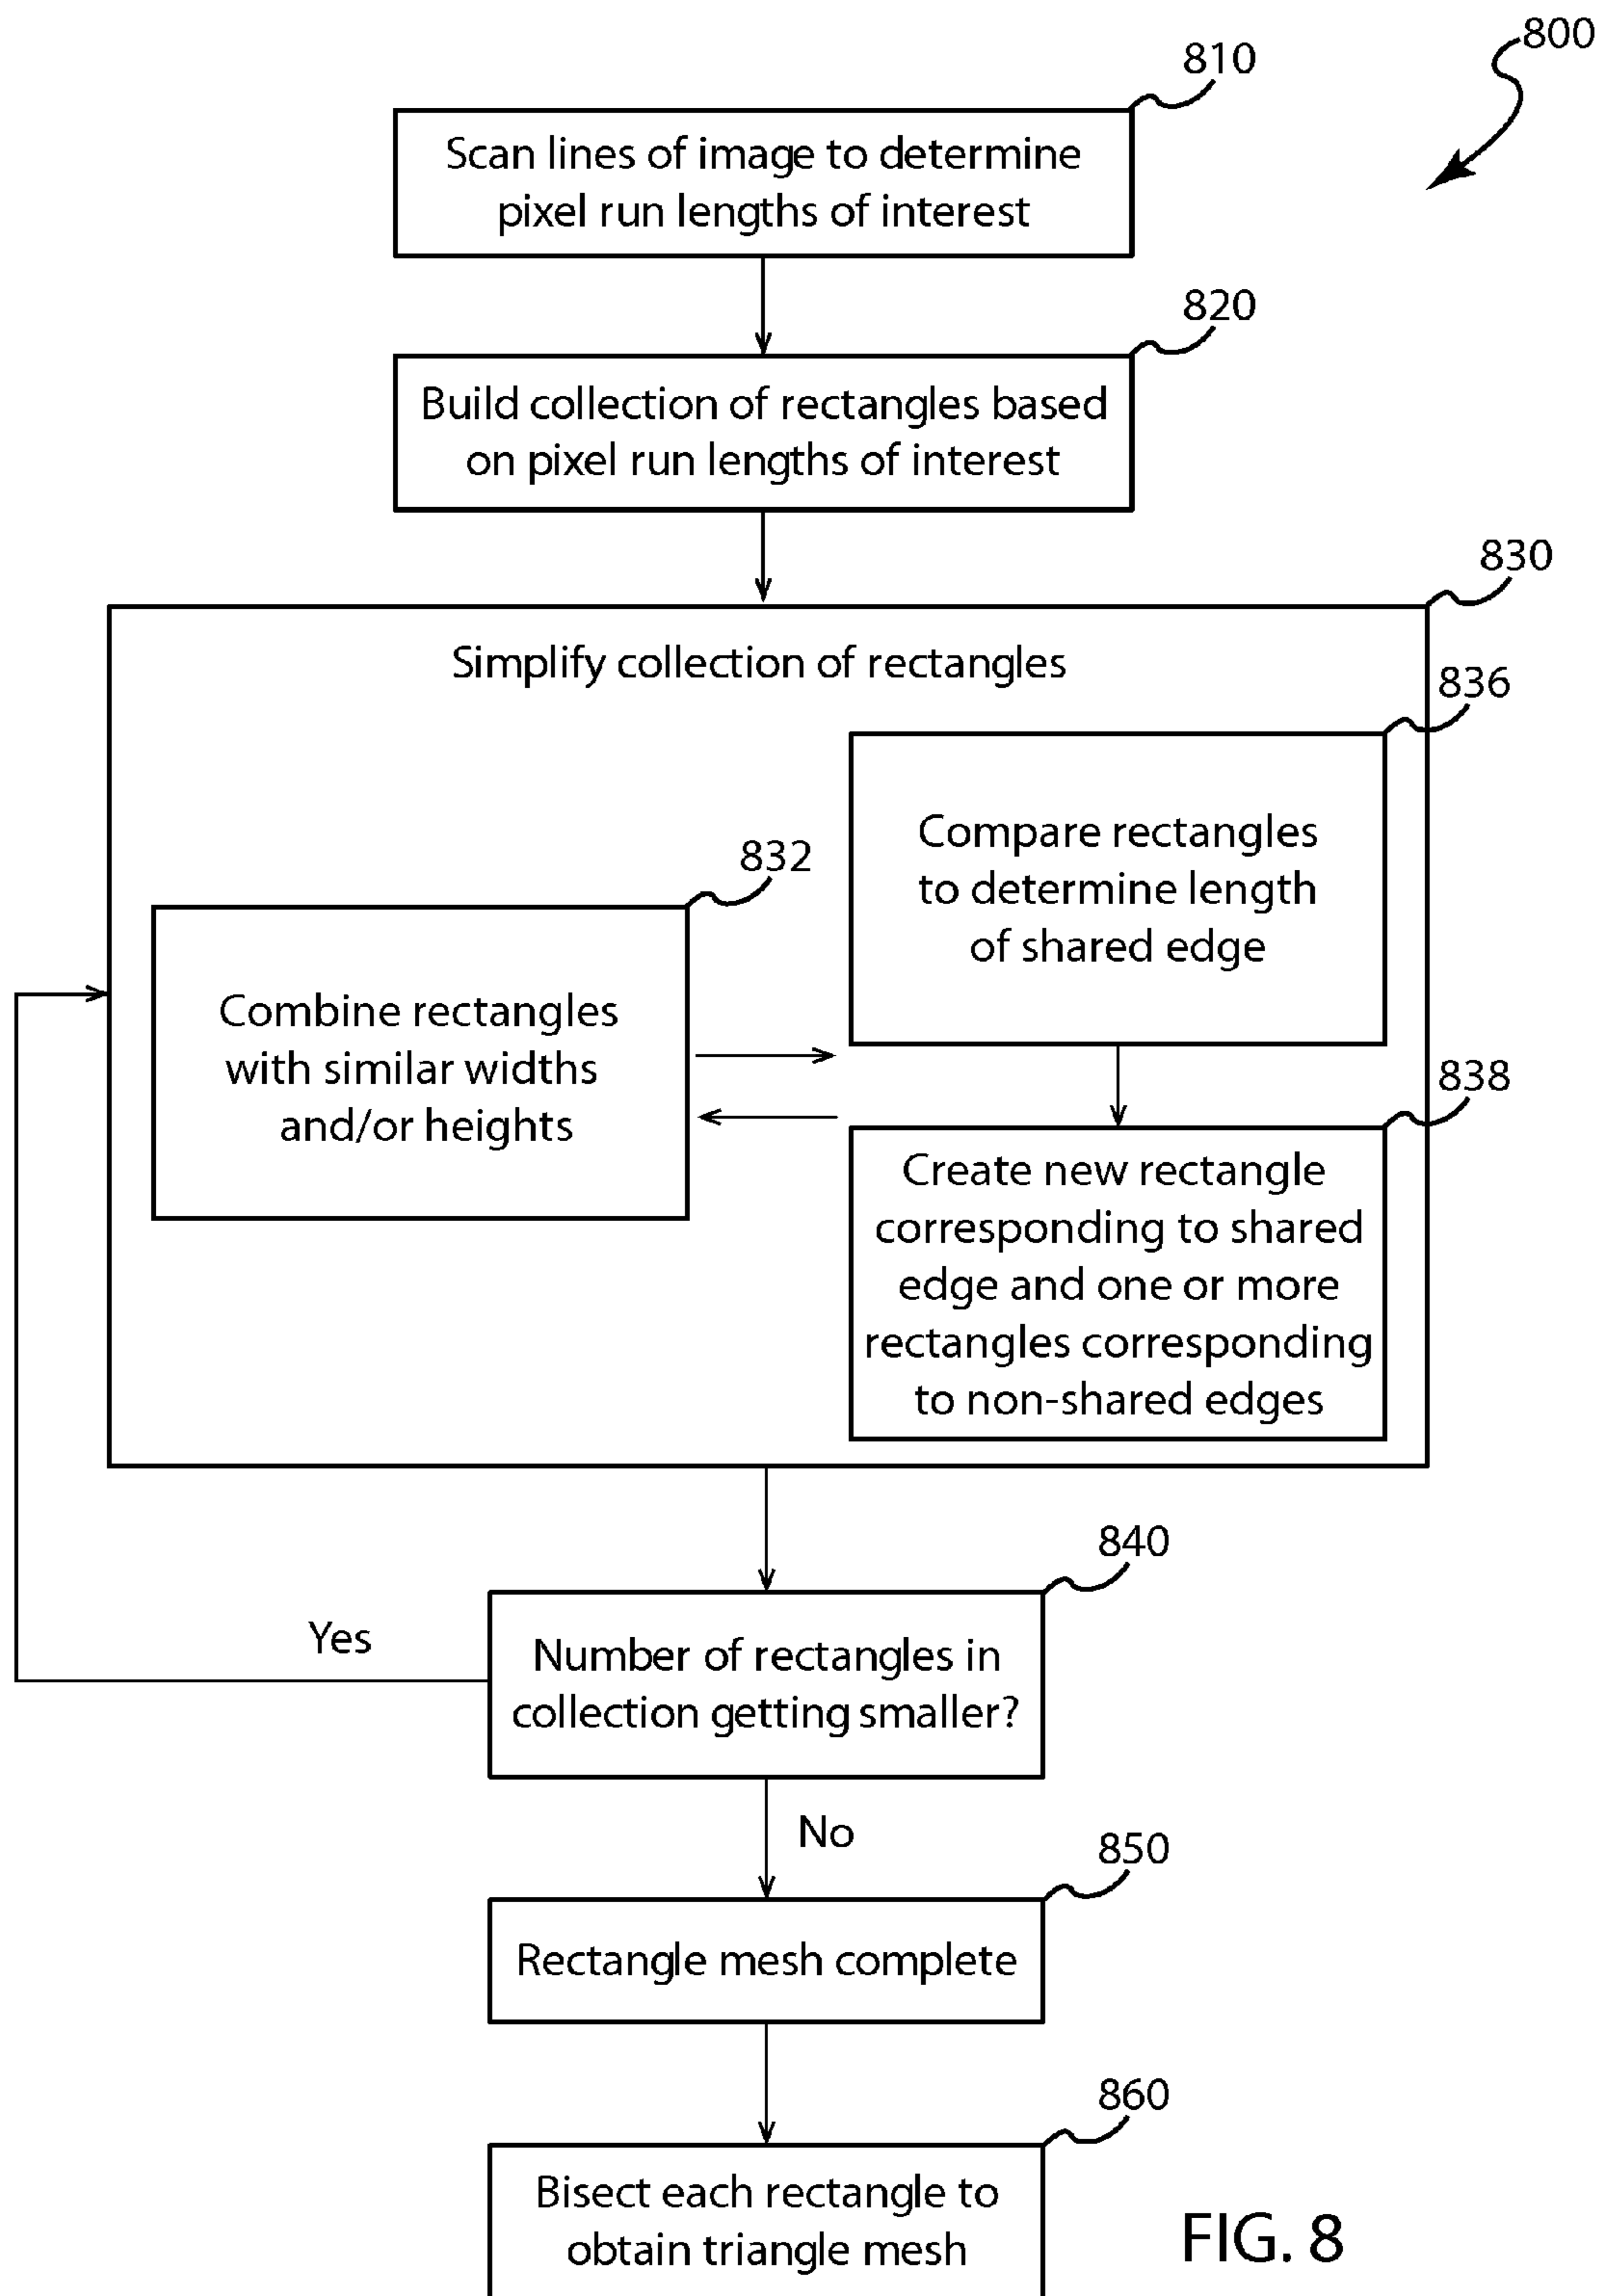 800
810
Scan lines of image to determine
pixel run lengths of interest
820
Build collection of rectangles based
on pixel run lengths of interest
830
Simplify collection of rectangles
836
Compare rectangles
to determine length
of shared edge
832
Combine rectangles
with similar widths
and/or heights
838
Create new rectangle
corresponding to shared
edge and one or more
rectangles corresponding
to non-shared edges
840
Number of rectangles in
collection getting smaller?
Yes
No
850
Rectangle mesh complete
860
Bisect each rectangle to
obtain triangle mesh
FIG. 8